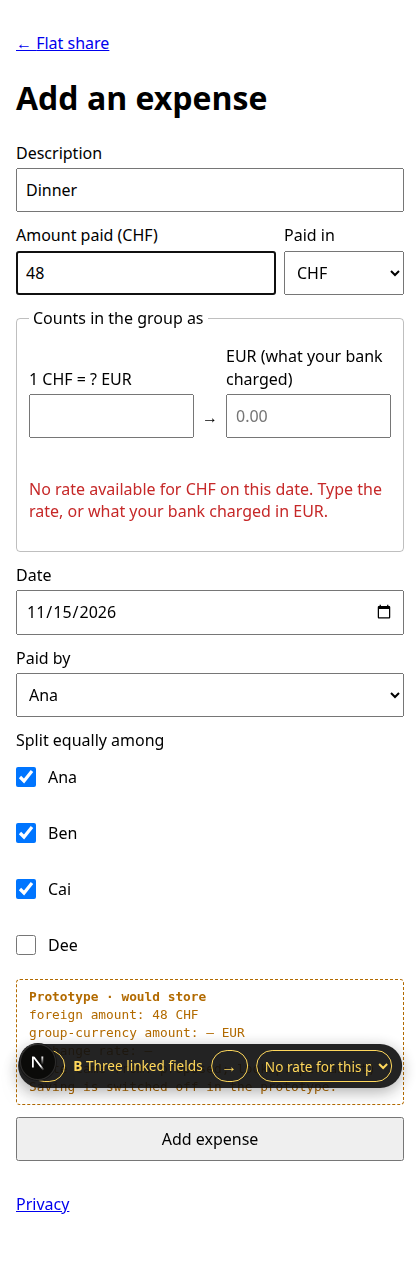 ← Flat share
Add an expense
Description
Dinner
Amount paid (CHF)
Paid in
48
CHF
Counts in the group as
1 CHF = ? EUR
EUR (what your bank
charged)
→
0.00
No rate available for CHF on this date. Type the
rate, or what your bank charged in EUR.
Date
11/15/2026
Paid by
Ana
Split equally among
Ana
Ben
Cai
Dee
Prototype · would store
foreign amount: 48 CHF
group-currency amount: — EUR
N
B Three linked fields
→
No rate for this p
Saving is switched off in the prototype.
Add expense
Privacy